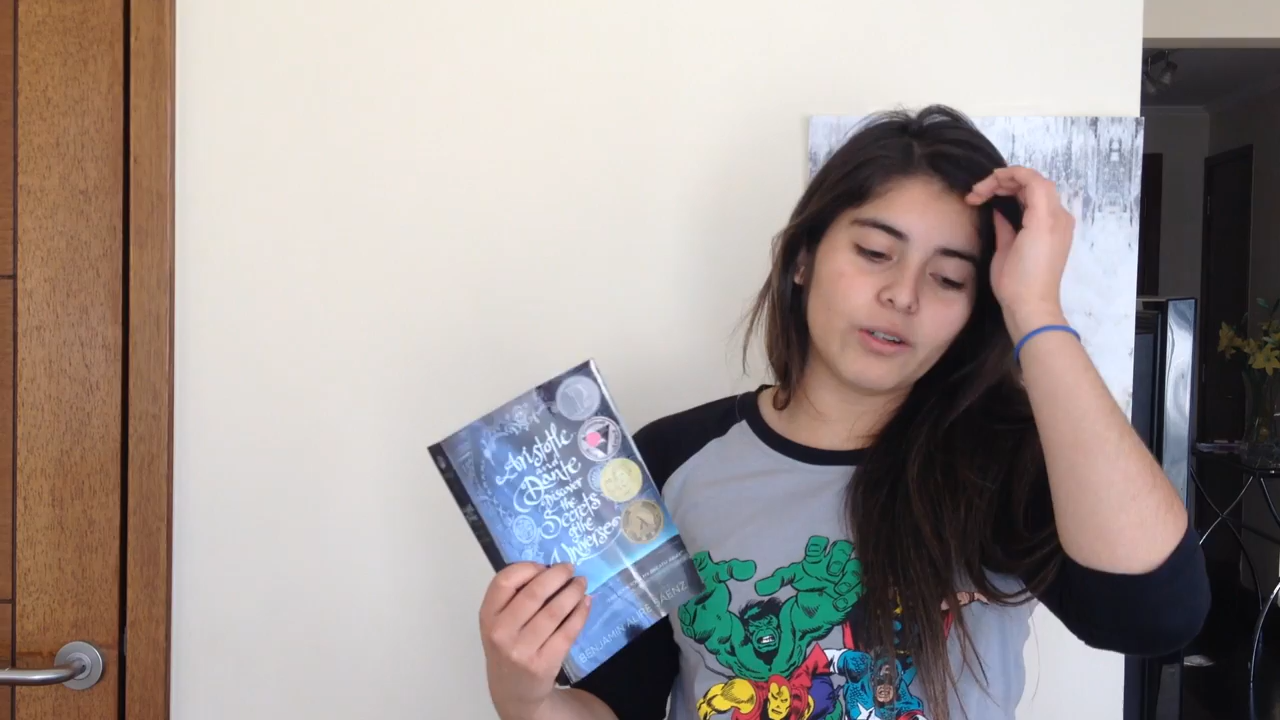 Aristotle
and
Dante
Discover
the
Secrets
of the
Universe
BENJAMIN ALIRE SÁENZ